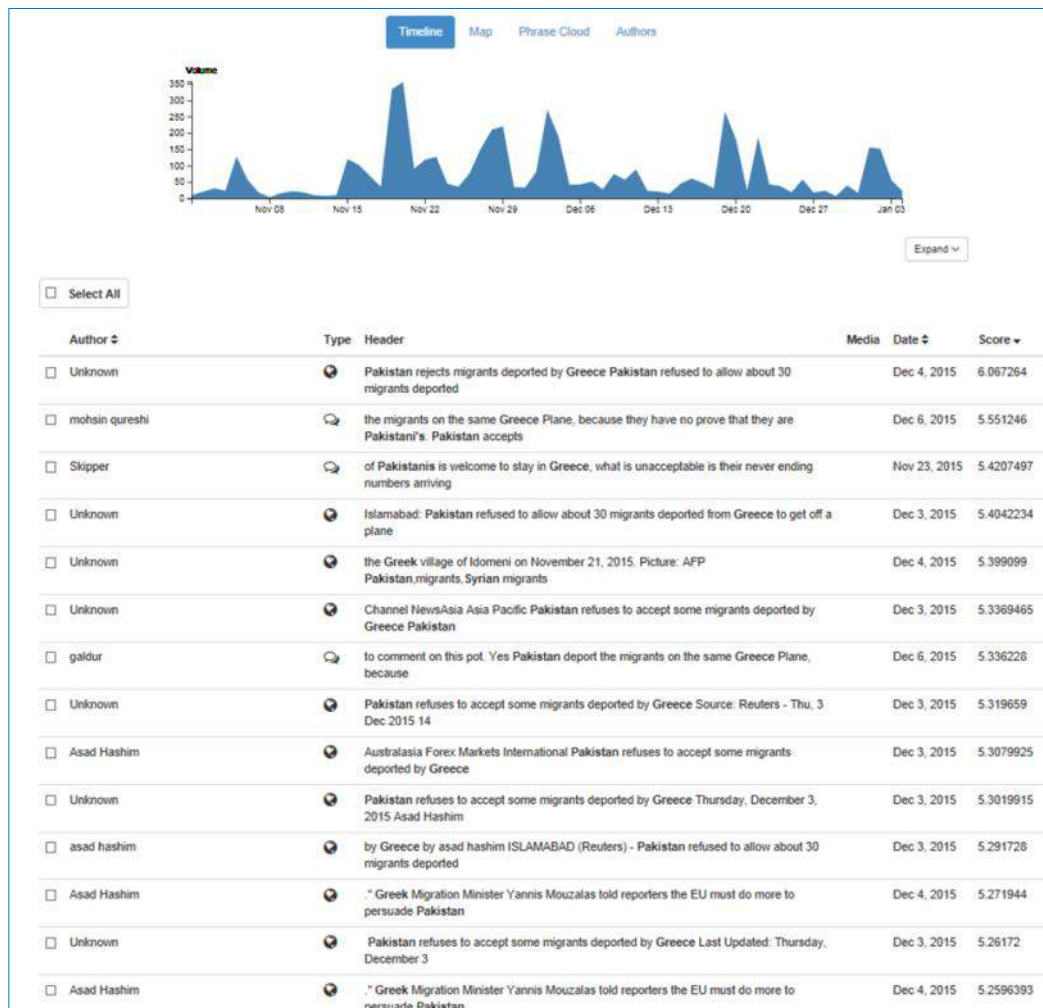 Timeline Map Phrase Cloud Authors
Volume
350
300
250
200
150
100
50
0
Nov 08 Nov 15 Nov 22 Nov 29 Dec 06 Dec 13 Dec 20 Dec 27 Jan 03
Expand
Select All
Author Type Header Media Date Score
Unknown Pakistan rejects migrants deported by Greece Pakistan refused to allow about 30 Dec 4, 2015 6.067264
migrants deported
mohsin qureshi the migrants on the same Greece Plane, because they have no prove that they are Dec 6, 2015 5.551246
Pakistani's. Pakistan accepts
Skipper of Pakistanis is welcome to stay in Greece, what is unacceptable is their never ending Nov 23, 2015 5.4207497
numbers arriving
Unknown Islamabad: Pakistan refused to allow about 30 migrants deported from Greece to get off a Dec 3, 2015 5.4042234
plane
Unknown the Greek village of Idomeni on November 21, 2015. Picture: AFP Dec 4, 2015 5.399099
Pakistan,migrants,Syrian migrants
Unknown Channel NewsAsia Asia Pacific Pakistan refuses to accept some migrants deported by Dec 3, 2015 5.3369465
Greece Pakistan
galdur to comment on this pot. Yes Pakistan deport the migrants on the same Greece Plane, Dec 6, 2015 5.336228
because
Unknown Pakistan refuses to accept some migrants deported by Greece Source: Reuters - Thu, 3 Dec 3, 2015 5.319659
Dec 2015 14
Asad Hashim Australasia Forex Markets International Pakistan refuses to accept some migrants Dec 3, 2015 5.3079925
deported by Greece
Unknown Pakistan refuses to accept some migrants deported by Greece Thursday, December 3, Dec 3, 2015 5.3019915
2015 Asad Hashim
asad hashim by Greece by asad hashim ISLAMABAD (Reuters) - Pakistan refused to allow about 30 Dec 3, 2015 5.291728
migrants deported
Asad Hashim ." Greek Migration Minister Yannis Mouzalas told reporters the EU must do more to Dec 4, 2015 5.271944
persuade Pakistan
Unknown Pakistan refuses to accept some migrants deported by Greece Last Updated: Thursday, Dec 3, 2015 5.26172
December 3
Asad Hashim ." Greek Migration Minister Yannis Mouzalas told reporters the EU must do more to Dec 4, 2015 5.2596393
persuade Pakistan